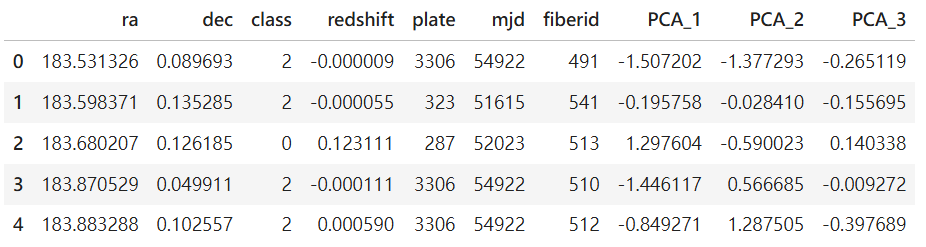 ra dec class redshift plate mjd fiberid PCA_1 PCA_2 PCA_3
0 183.531326 0.089693 2 -0.000009 3306 54922 491 -1.507202 -1.377293 -0.265119
1 183.598371 0.135285 2 -0.000055 323 51615 541 -0.195758 -0.028410 -0.155695
2 183.680207 0.126185 0 0.123111 287 52023 513 1.297604 -0.590023 0.140338
3 183.870529 0.049911 2 -0.000111 3306 54922 510 -1.446117 0.566685 -0.009272
4 183.883288 0.102557 2 0.000590 3306 54922 512 -0.849271 1.287505 -0.397689